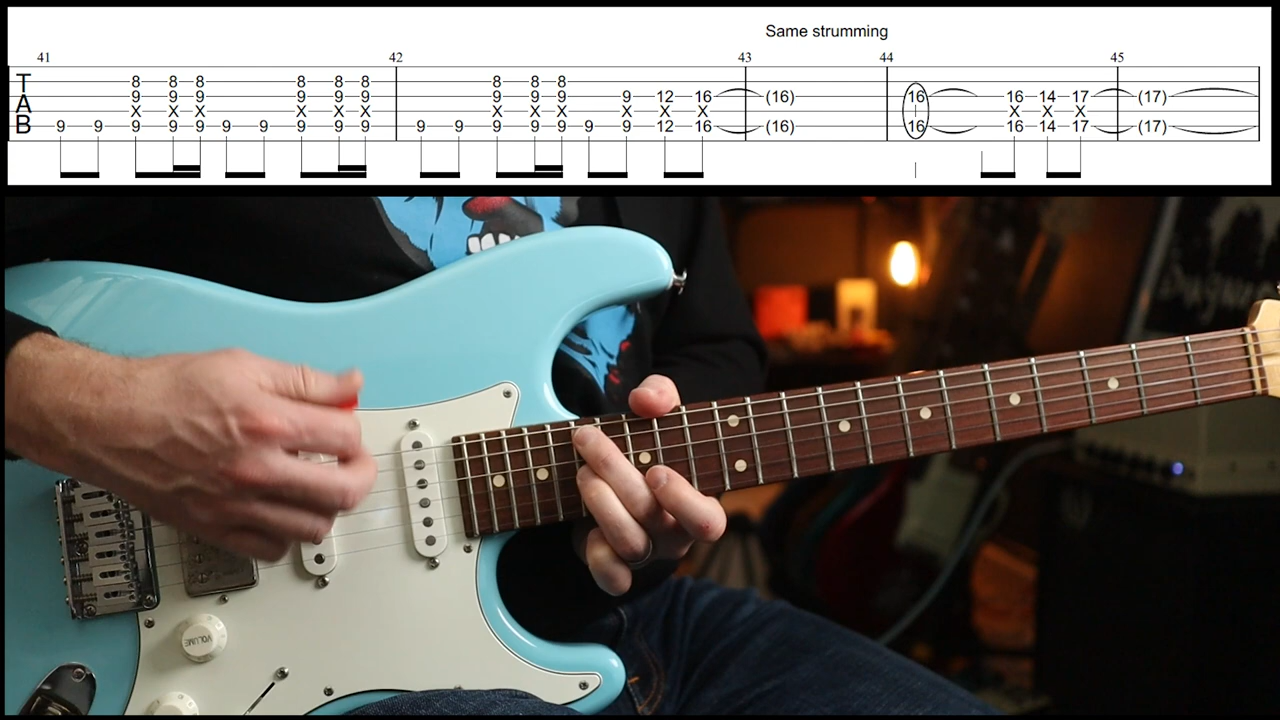 Same strumming
41 42 43 44 45
T 8 8 8 8 8 8 8 8 8
A 9 9 9 9 9 9 9 9 9 9 12 16 (16) 16 16 14 17 (17)
X X X X X X X X X X X X X X X
B 9 9 9 9 9 9 9 9 9 9 9 9 9 9 9 9 9 12 16 (16) 16 16 14 17 (17)
VOLUME